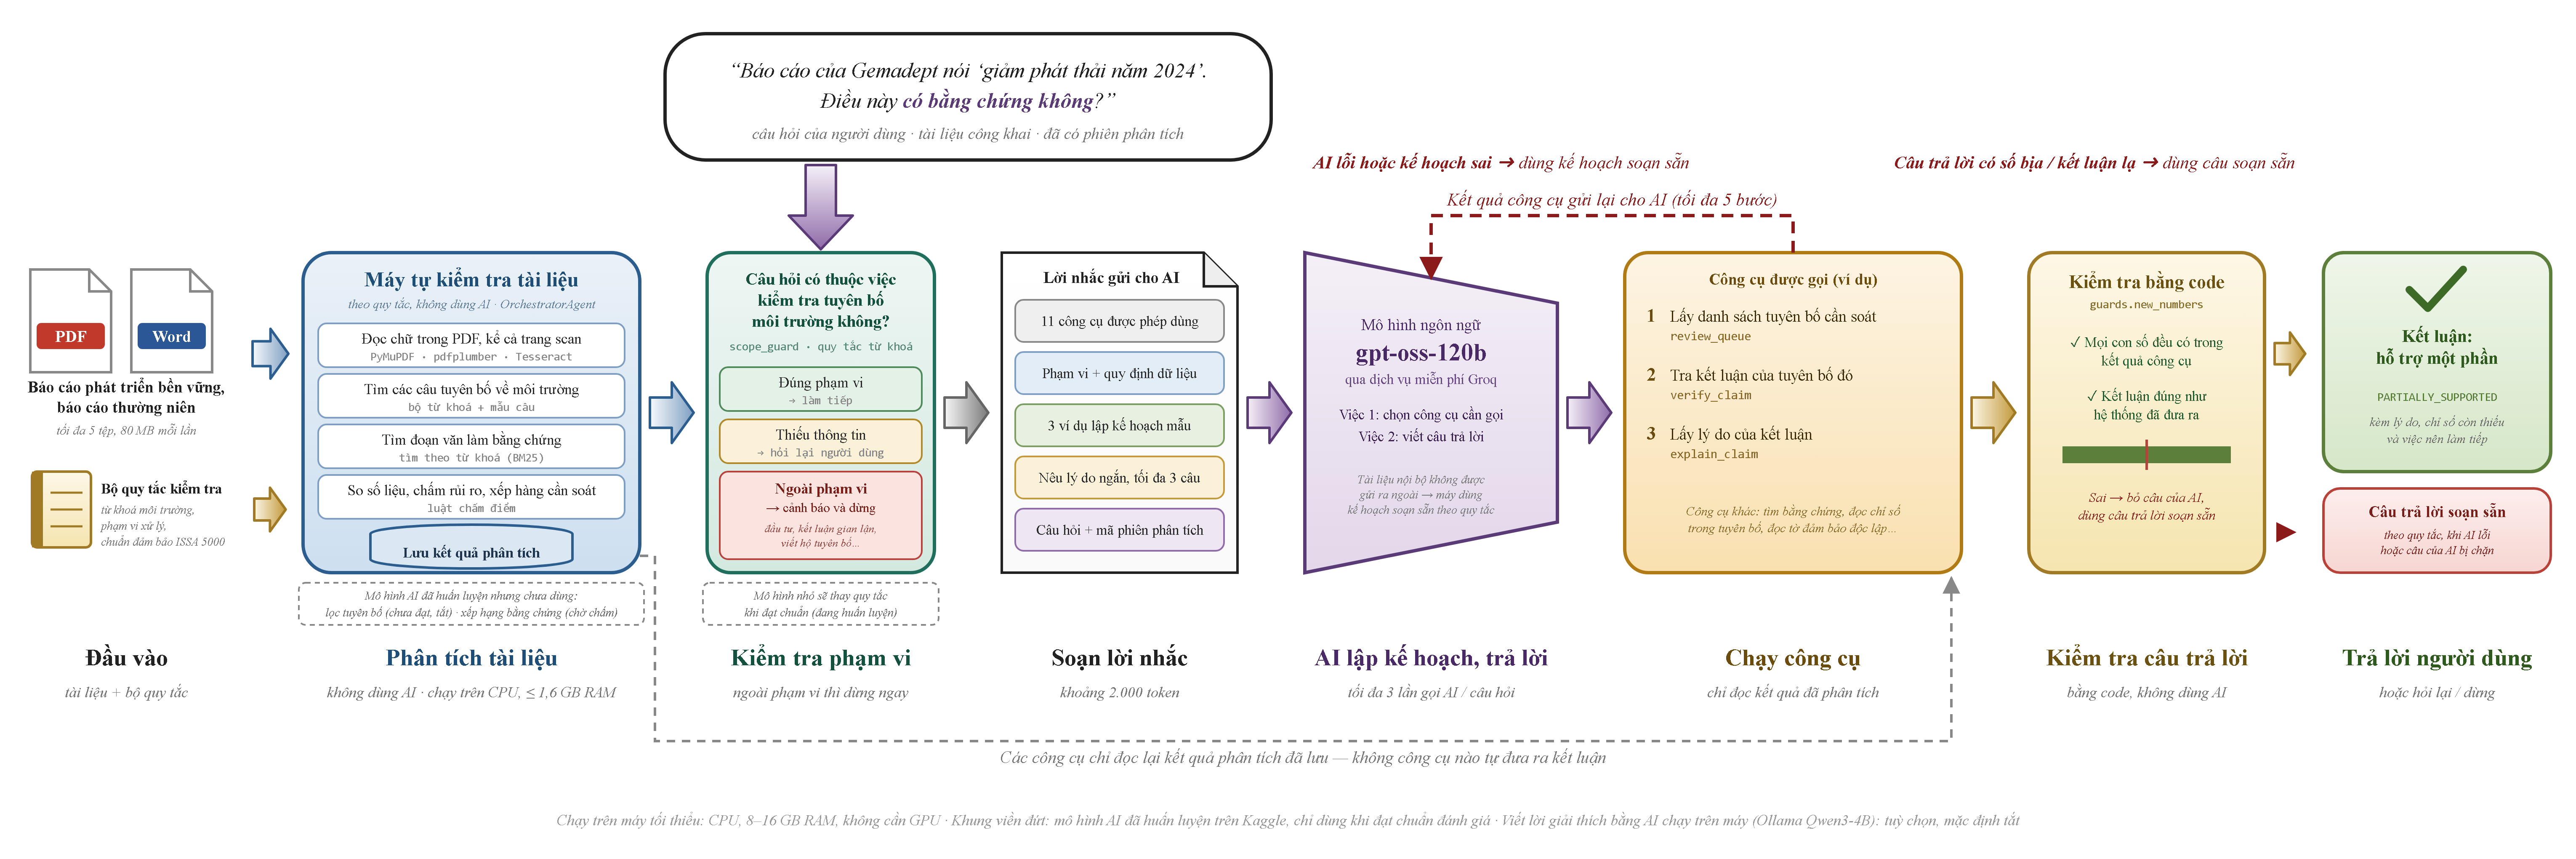 “Báo cáo của Gemadept nói ‘giảm phát thải năm 2024’.
Điều này có bằng chứng không?”
câu hỏi của người dùng · tài liệu công khai · đã có phiên phân tích
AI lỗi hoặc kế hoạch sai → dùng kế hoạch soạn sẵn
Câu trả lời có số bịa / kết luận lạ → dùng câu soạn sẵn
Kết quả công cụ gửi lại cho AI (tối đa 5 bước)
PDF
Word
Báo cáo phát triển bền vững,
báo cáo thường niên
tối đa 5 tệp, 80 MB mỗi lần
Bộ quy tắc kiểm tra
từ khoá môi trường,
phạm vi xử lý,
chuẩn đảm bảo ISSA 5000
Máy tự kiểm tra tài liệu
theo quy tắc, không dùng AI · OrchestratorAgent
Đọc chữ trong PDF, kể cả trang scan
PyMuPDF · pdfplumber · Tesseract
Tìm các câu tuyên bố về môi trường
bộ từ khoá + mẫu câu
Tìm đoạn văn làm bằng chứng
tìm theo từ khoá (BM25)
So số liệu, chấm rủi ro, xếp hàng cần soát
luật chấm điểm
Lưu kết quả phân tích
Mô hình AI đã huấn luyện nhưng chưa dùng:
lọc tuyên bố (chưa đạt, tắt) · xếp hạng bằng chứng (chờ chấm)
Câu hỏi có thuộc việc
kiểm tra tuyên bố
môi trường không?
scope_guard · quy tắc từ khoá
Đúng phạm vi
→ làm tiếp
Thiếu thông tin
→ hỏi lại người dùng
Ngoài phạm vi
→ cảnh báo và dừng
đầu tư, kết luận gian lận,
viết hộ tuyên bố…
Mô hình nhỏ sẽ thay quy tắc
khi đạt chuẩn (đang huấn luyện)
Lời nhắc gửi cho AI
11 công cụ được phép dùng
Phạm vi + quy định dữ liệu
3 ví dụ lập kế hoạch mẫu
Nêu lý do ngắn, tối đa 3 câu
Câu hỏi + mã phiên phân tích
Mô hình ngôn ngữ
gpt-oss-120b
qua dịch vụ miễn phí Groq
Việc 1: chọn công cụ cần gọi
Việc 2: viết câu trả lời
Tài liệu nội bộ không được
gửi ra ngoài → máy dùng
kế hoạch soạn sẵn theo quy tắc
Công cụ được gọi (ví dụ)
1 Lấy danh sách tuyên bố cần soát
review_queue
2 Tra kết luận của tuyên bố đó
verify_claim
3 Lấy lý do của kết luận
explain_claim
Công cụ khác: tìm bằng chứng, đọc chỉ số
trong tuyên bố, đọc tờ đảm bảo độc lập…
Kiểm tra bằng code
guards.new_numbers
✓ Mọi con số đều có trong
kết quả công cụ
✓ Kết luận đúng như
hệ thống đã đưa ra
Sai → bỏ câu của AI,
dùng câu trả lời soạn sẵn
Kết luận:
hỗ trợ một phần
PARTIALLY_SUPPORTED
kèm lý do, chỉ số còn thiếu
và việc nên làm tiếp
Câu trả lời soạn sẵn
theo quy tắc, khi AI lỗi
hoặc câu của AI bị chặn
Đầu vào
tài liệu + bộ quy tắc
Phân tích tài liệu
không dùng AI · chạy trên CPU, ≤ 1,6 GB RAM
Kiểm tra phạm vi
ngoài phạm vi thì dừng ngay
Soạn lời nhắc
khoảng 2.000 token
AI lập kế hoạch, trả lời
tối đa 3 lần gọi AI / câu hỏi
Chạy công cụ
chỉ đọc kết quả đã phân tích
Kiểm tra câu trả lời
bằng code, không dùng AI
Trả lời người dùng
hoặc hỏi lại / dừng
Các công cụ chỉ đọc lại kết quả phân tích đã lưu — không công cụ nào tự đưa ra kết luận
Chạy trên máy tối thiểu: CPU, 8–16 GB RAM, không cần GPU · Khung viền đứt: mô hình AI đã huấn luyện trên Kaggle, chỉ dùng khi đạt chuẩn đánh giá · Viết lời giải thích bằng AI chạy trên máy (Ollama Qwen3-4B): tuỳ chọn, mặc định tắt